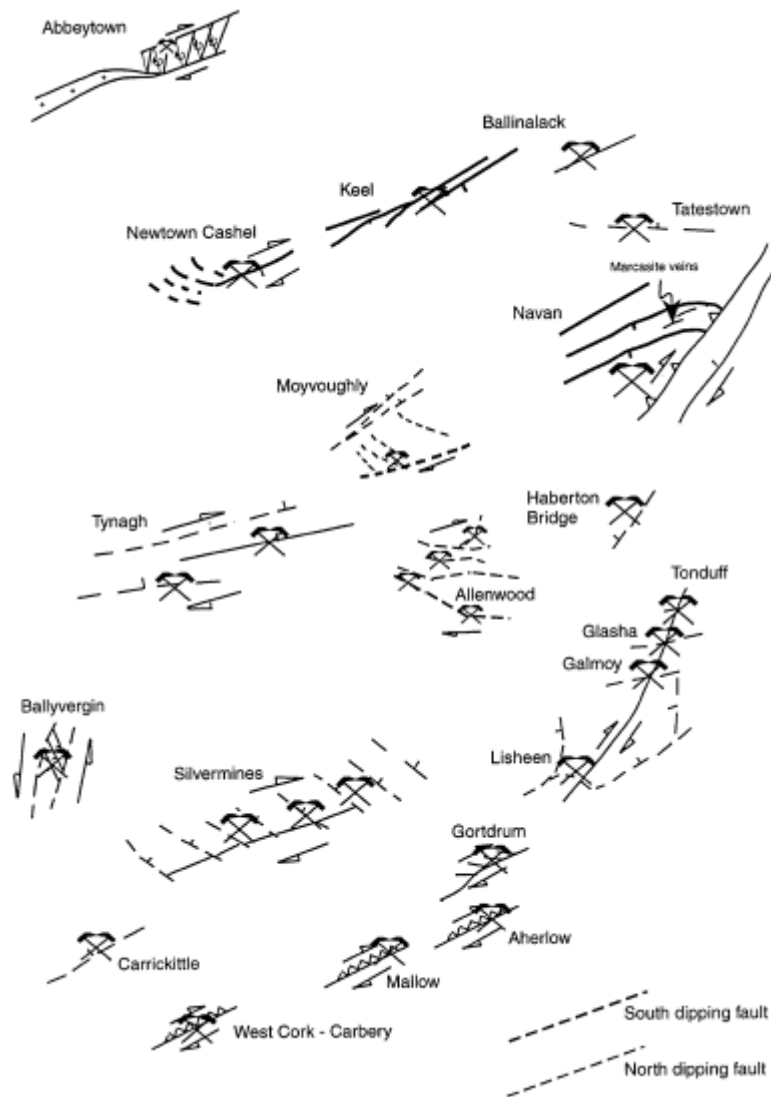 Abbeytown
Ballinalack
Keel
Tatestown
Newtown Cashel
Marcasite veins
Navan
Moyvoughly
Haberton
Bridge
Tynagh
Tonduff
Allenwood
Glasha
Galmoy
Ballyvergin
Lisheen
Silvermines
Gortdrum
Aherlow
Carrickittle
Mallow
West Cork - Carbery
South dipping fault
North dipping fault